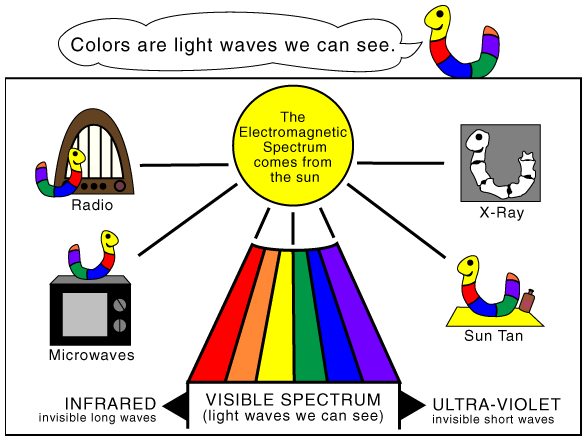 Colors are light waves we can see.
The
Electromagnetic
Spectrum
comes from
the sun
Radio
X-Ray
Microwaves
Sun Tan
INFRARED
invisible long waves
VISIBLE SPECTRUM
(light waves we can see)
ULTRA-VIOLET
invisible short waves